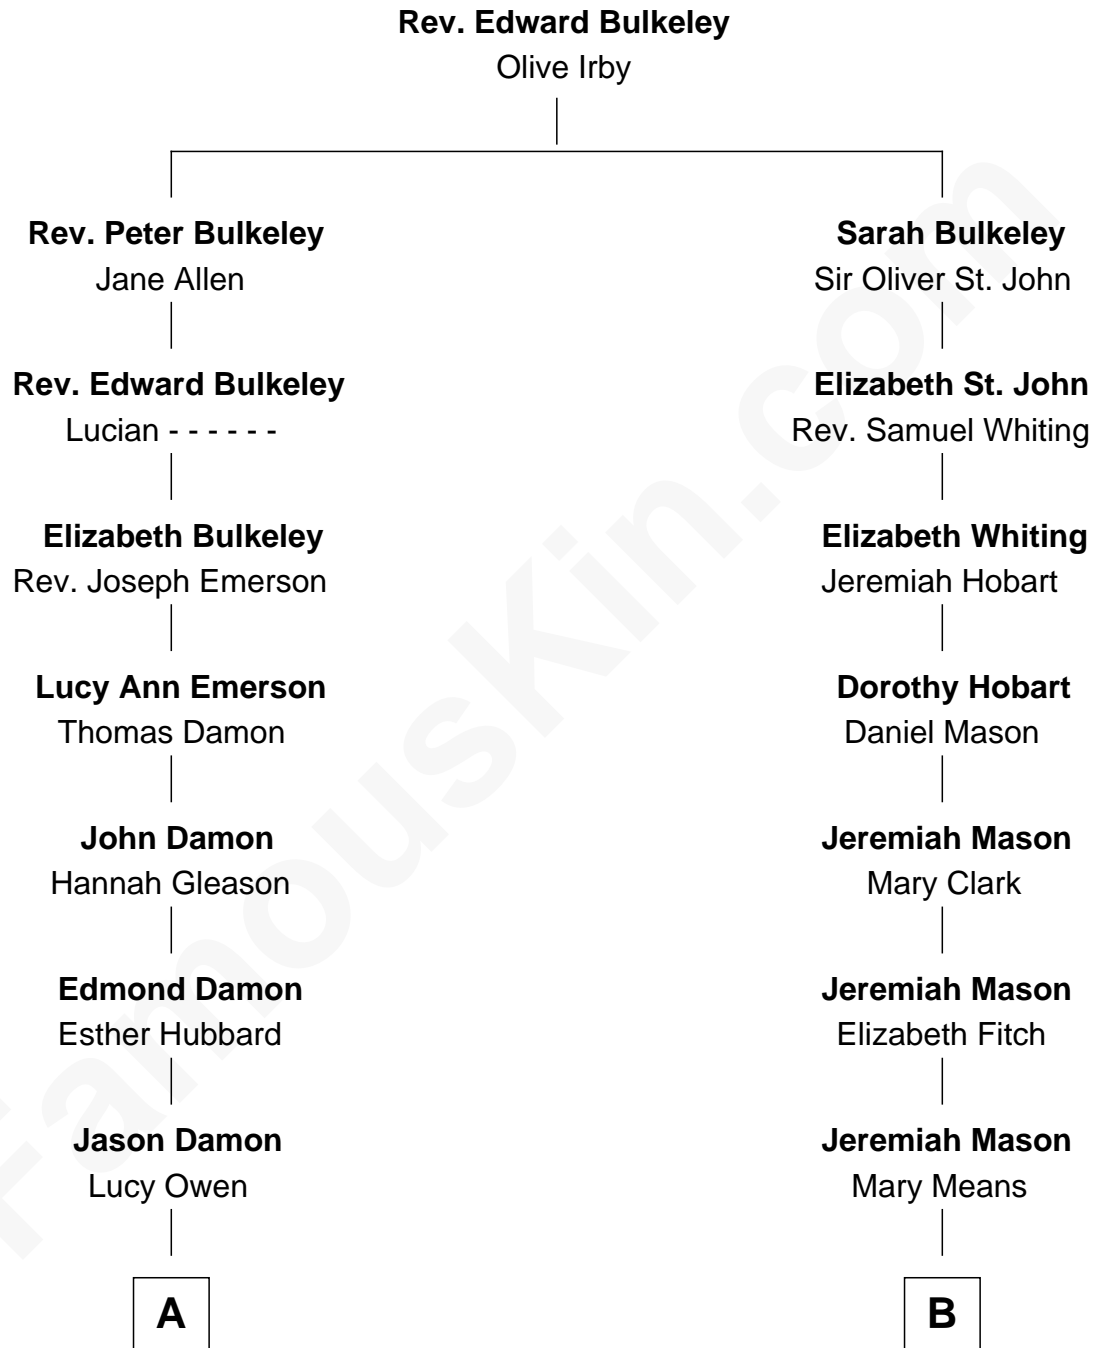 Rev. Edward Bulkeley
Olive Irby
Rev. Peter Bulkeley
Jane Allen
Sarah Bulkeley
Sir Oliver St. John
Rev. Edward Bulkeley
Lucian - - - - - -
Elizabeth St. John
Rev. Samuel Whiting
Elizabeth Bulkeley
Rev. Joseph Emerson
Elizabeth Whiting
Jeremiah Hobart
Lucy Ann Emerson
Thomas Damon
Dorothy Hobart
Daniel Mason
John Damon
Hannah Gleason
Jeremiah Mason
Mary Clark
Edmond Damon
Esther Hubbard
Jeremiah Mason
Elizabeth Fitch
Jason Damon
Lucy Owen
Jeremiah Mason
Mary Means
A
B
FamousKin.com